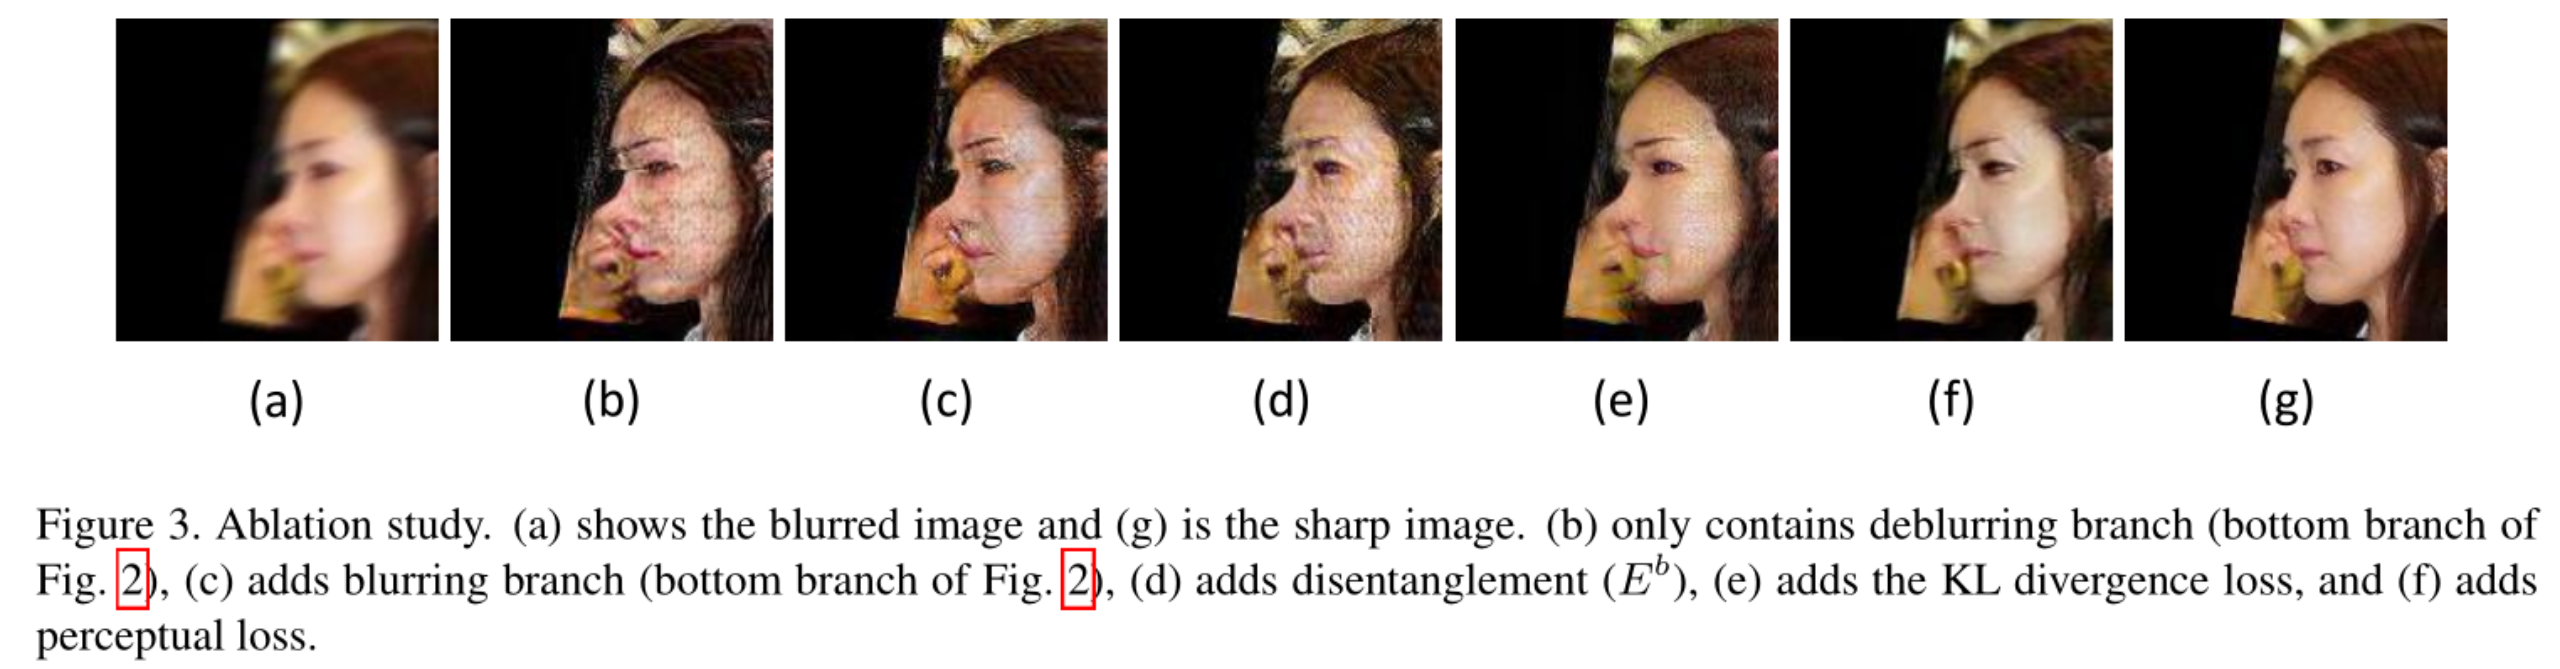 (a) (b) (c) (d) (e) (f) (g)
Figure 3. Ablation study. (a) shows the blurred image and (g) is the sharp image. (b) only contains deblurring branch (bottom branch of
Fig. 2), (c) adds blurring branch (bottom branch of Fig. 2), (d) adds disentanglement (E^b), (e) adds the KL divergence loss, and (f) adds
perceptual loss.